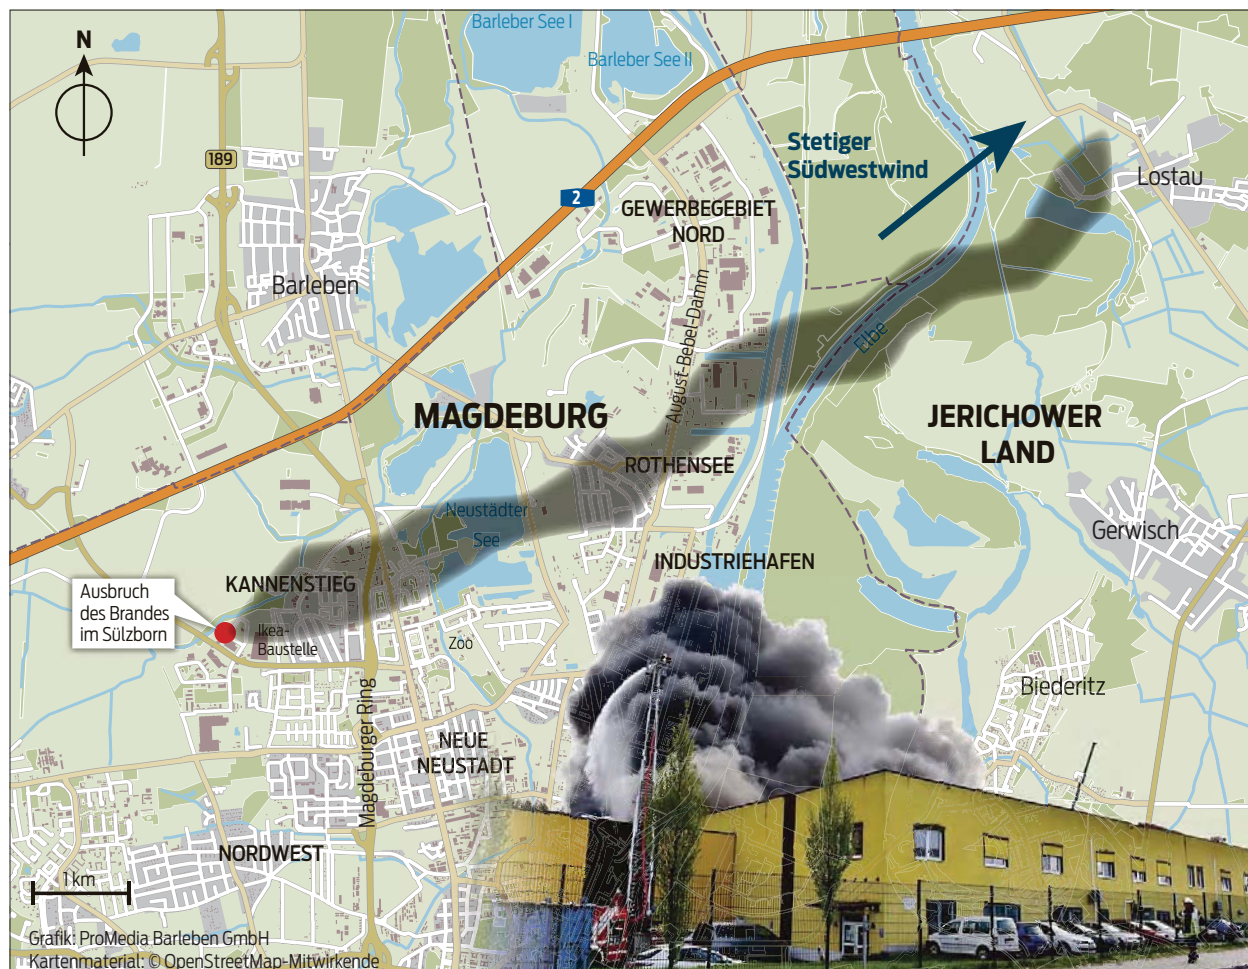 N
Barleber See I
Barleber See II
189
2
Stetiger
Südwestwind
Lostau
GEWERBEGEBIET
NORD
Barleben
August-Bebel-Damm
Elbe
MAGDEBURG
JERICHOWER
LAND
ROTHENSEE
Neustädter
See
Gerwisch
INDUSTRIEHAFEN
KANNENSTIEG
Ausbruch
des Brandes
im Sülzborn
Ikea-
Baustelle
Zoo
Biederitz
Magdeburger Ring
NEUE
NEUSTADT
NORDWEST
1 km
Grafik: ProMedia Barleben GmbH
Kartenmaterial: © OpenStreetMap-Mitwirkende